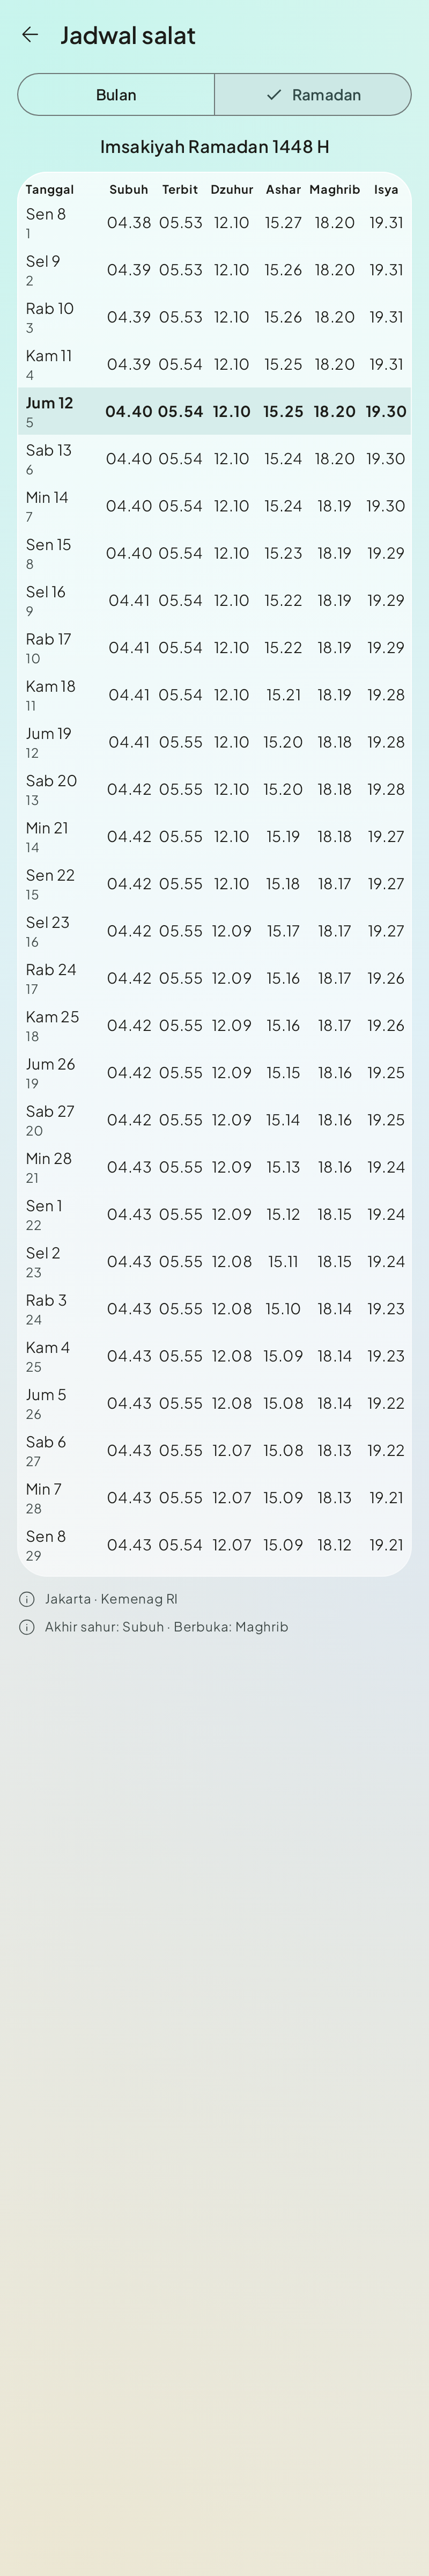 Jadwal salat
Bulan
Ramadan
Imsakiyah Ramadan 1448 H
Tanggal Subuh Terbit Dzuhur Ashar Maghrib Isya
Sen 8
1
04.38 05.53 12.10 15.27 18.20 19.31
Sel 9
2
04.39 05.53 12.10 15.26 18.20 19.31
Rab 10
3
04.39 05.53 12.10 15.26 18.20 19.31
Kam 11
4
04.39 05.54 12.10 15.25 18.20 19.31
Jum 12
5
04.40 05.54 12.10 15.25 18.20 19.30
Sab 13
6
04.40 05.54 12.10 15.24 18.20 19.30
Min 14
7
04.40 05.54 12.10 15.24 18.19 19.30
Sen 15
8
04.40 05.54 12.10 15.23 18.19 19.29
Sel 16
9
04.41 05.54 12.10 15.22 18.19 19.29
Rab 17
10
04.41 05.54 12.10 15.22 18.19 19.29
Kam 18
11
04.41 05.54 12.10 15.21 18.19 19.28
Jum 19
12
04.41 05.55 12.10 15.20 18.18 19.28
Sab 20
13
04.42 05.55 12.10 15.20 18.18 19.28
Min 21
14
04.42 05.55 12.10 15.19 18.18 19.27
Sen 22
15
04.42 05.55 12.10 15.18 18.17 19.27
Sel 23
16
04.42 05.55 12.09 15.17 18.17 19.27
Rab 24
17
04.42 05.55 12.09 15.16 18.17 19.26
Kam 25
18
04.42 05.55 12.09 15.16 18.17 19.26
Jum 26
19
04.42 05.55 12.09 15.15 18.16 19.25
Sab 27
20
04.42 05.55 12.09 15.14 18.16 19.25
Min 28
21
04.43 05.55 12.09 15.13 18.16 19.24
Sen 1
22
04.43 05.55 12.09 15.12 18.15 19.24
Sel 2
23
04.43 05.55 12.08 15.11 18.15 19.24
Rab 3
24
04.43 05.55 12.08 15.10 18.14 19.23
Kam 4
25
04.43 05.55 12.08 15.09 18.14 19.23
Jum 5
26
04.43 05.55 12.08 15.08 18.14 19.22
Sab 6
27
04.43 05.55 12.07 15.08 18.13 19.22
Min 7
28
04.43 05.55 12.07 15.09 18.13 19.21
Sen 8
29
04.43 05.54 12.07 15.09 18.12 19.21
Jakarta · Kemenag RI
Akhir sahur: Subuh · Berbuka: Maghrib